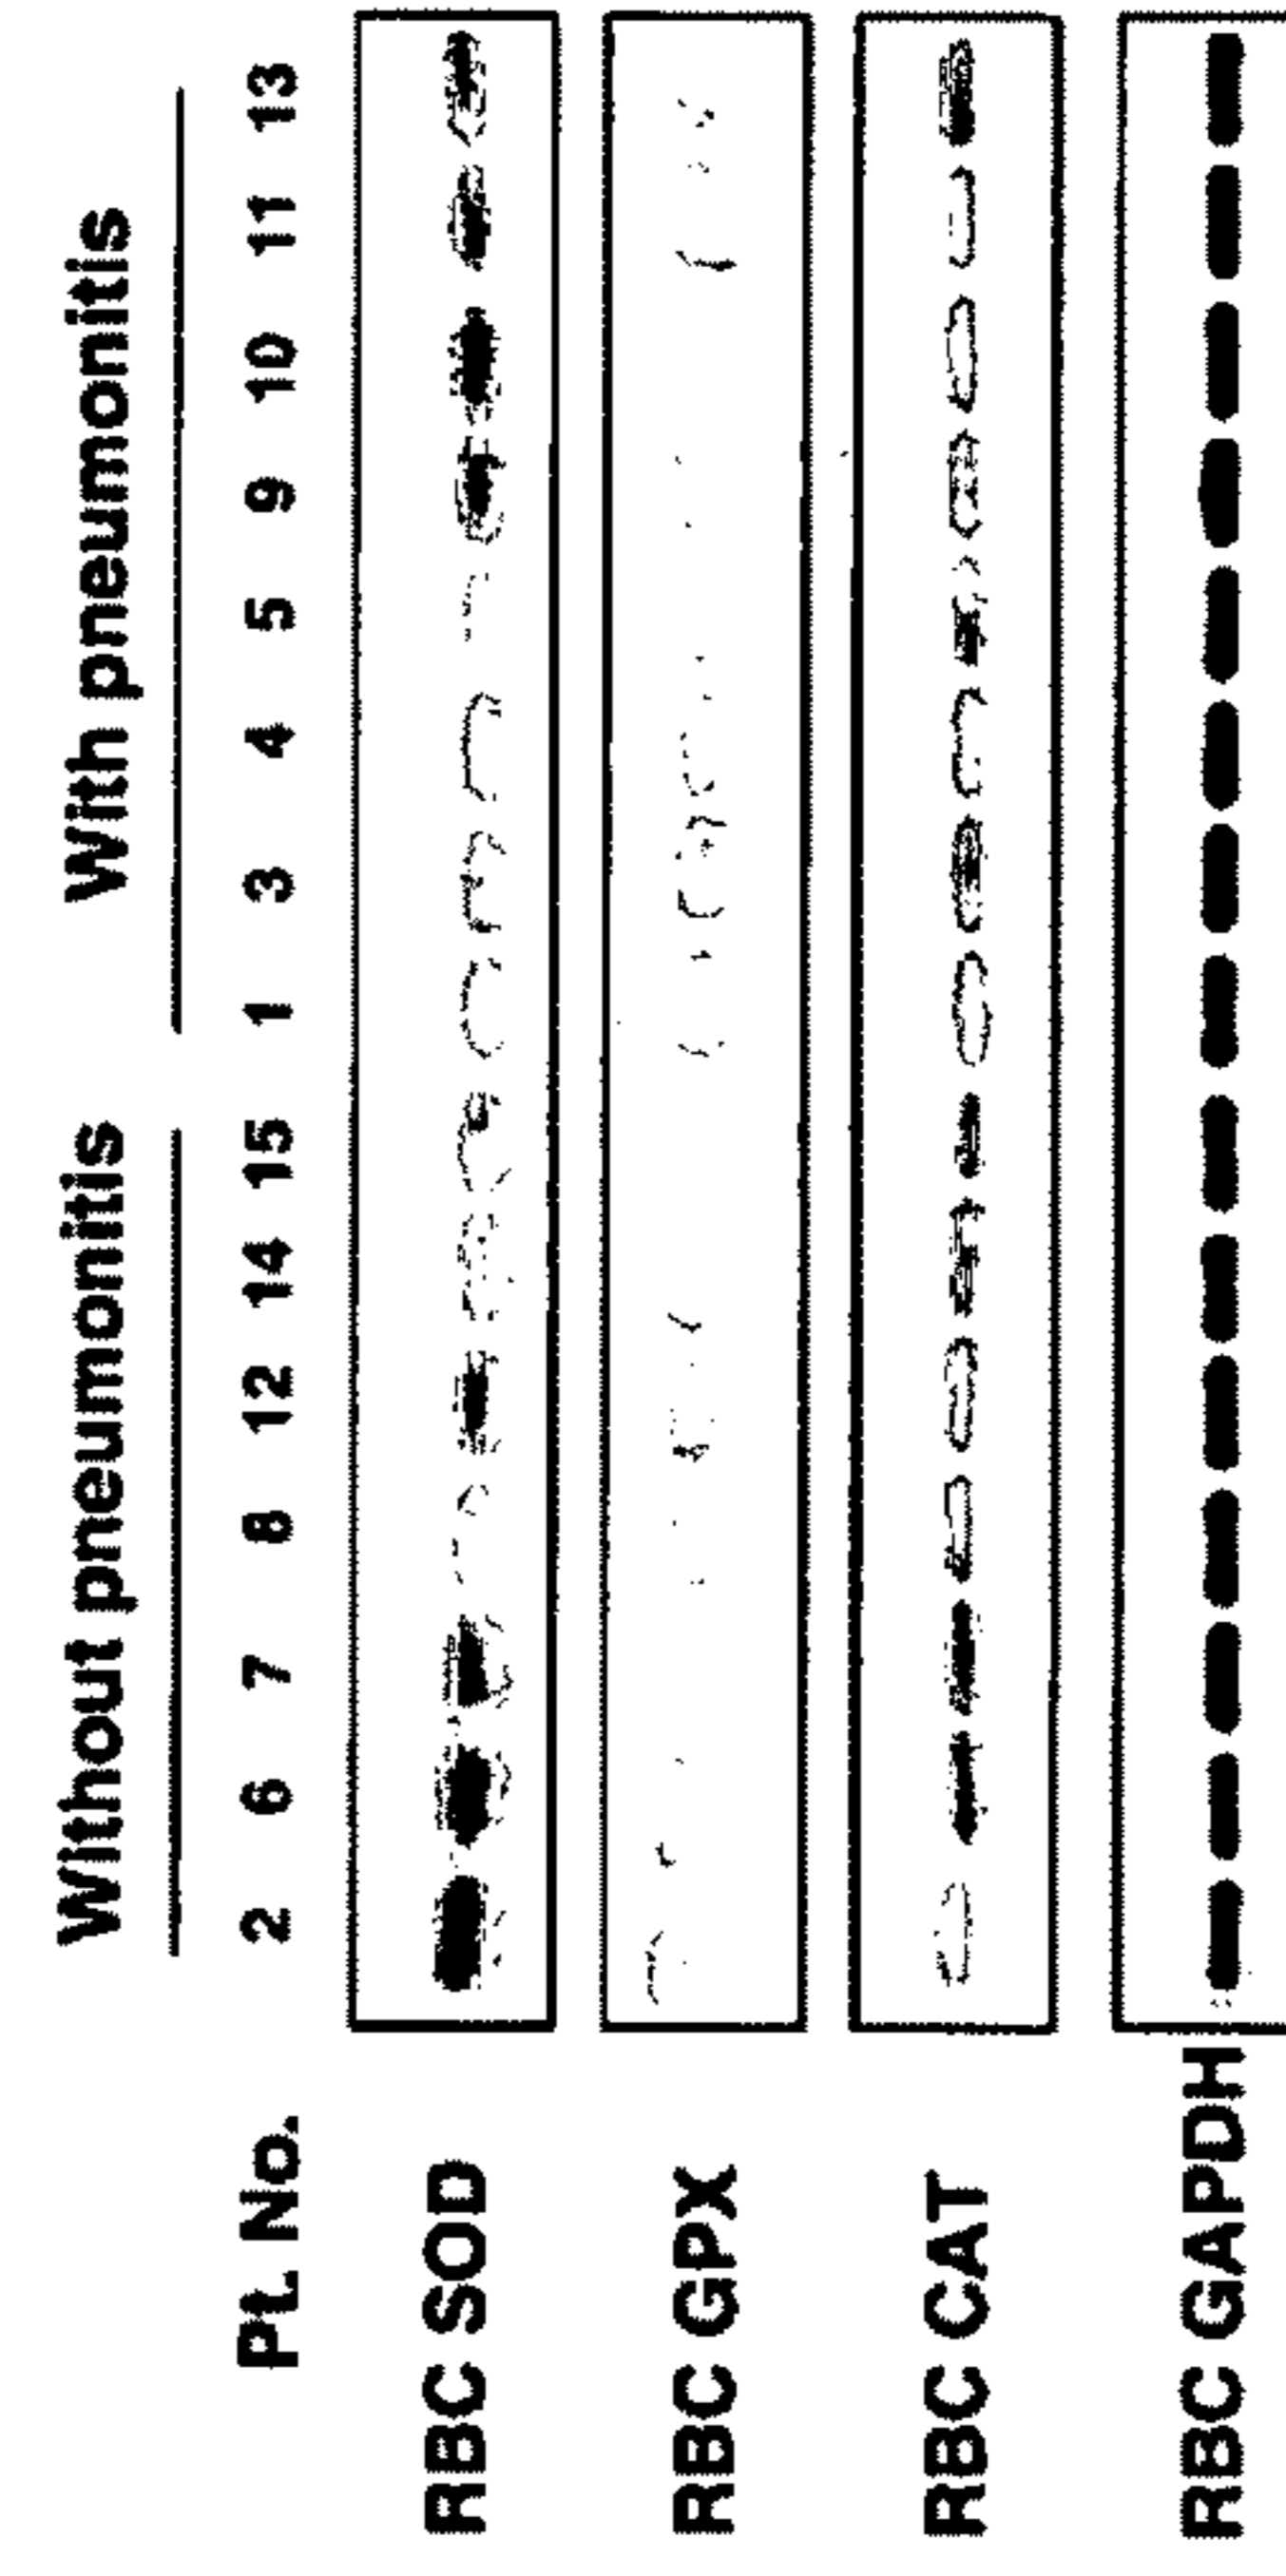 Without pneumonitis With pneumonitis
Pt. No. 2 6 7 8 12 14 15 1 3 4 5 9 10 11 13
RBC SOD
RBC GPX
RBC CAT
RBC GAPDH